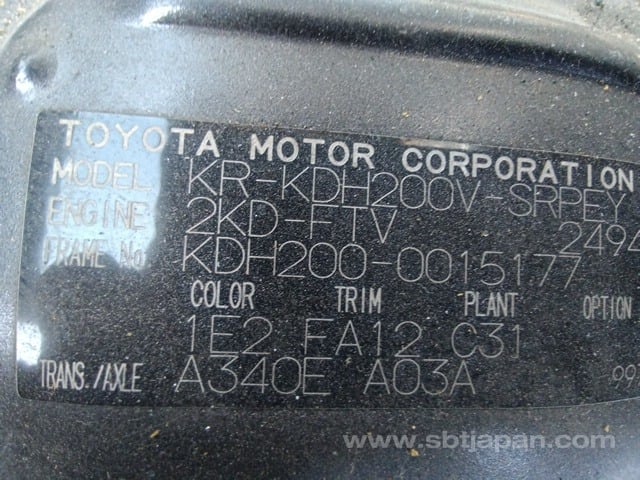 TOYOTA MOTOR CORPORATION
MODEL KR-KDH200V-SRPEY
ENGINE 2KD-FTV 2494
FRAME No. KDH200-0015177
COLOR TRIM PLANT OPTION
1E2 FA12 C31
TRANS./AXLE A340E A03A
www.sbtjapan.com